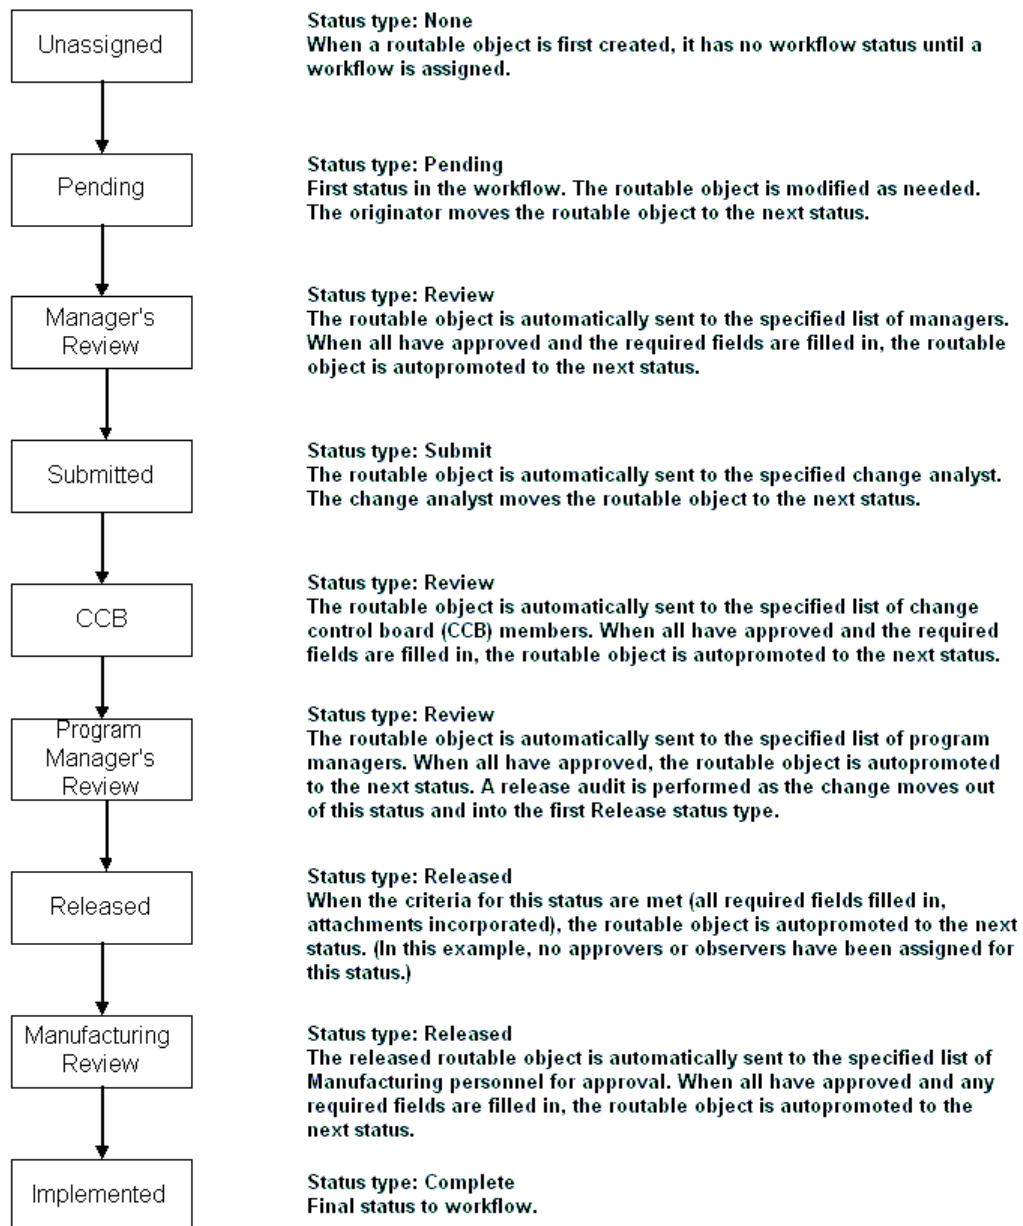 Unassigned
Status type: None
When a routable object is first created, it has no workflow status until a
workflow is assigned.
Pending
Status type: Pending
First status in the workflow. The routable object is modified as needed.
The originator moves the routable object to the next status.
Manager's
Review
Status type: Review
The routable object is automatically sent to the specified list of managers.
When all have approved and the required fields are filled in, the routable
object is autopromoted to the next status.
Submitted
Status type: Submit
The routable object is automatically sent to the specified change analyst.
The change analyst moves the routable object to the next status.
CCB
Status type: Review
The routable object is automatically sent to the specified list of change
control board (CCB) members. When all have approved and the required
fields are filled in, the routable object is autopromoted to the next status.
Program
Manager's
Review
Status type: Review
The routable object is automatically sent to the specified list of program
managers. When all have approved, the routable object is autopromoted
to the next status. A release audit is performed as the change moves out
of this status and into the first Release status type.
Released
Status type: Released
When the criteria for this status are met (all required fields filled in,
attachments incorporated), the routable object is autopromoted to the next
status. (In this example, no approvers or observers have been assigned for
this status.)
Manufacturing
Review
Status type: Released
The released routable object is automatically sent to the specified list of
Manufacturing personnel for approval. When all have approved and any
required fields are filled in, the routable object is autopromoted to the
next status.
Implemented
Status type: Complete
Final status to workflow.